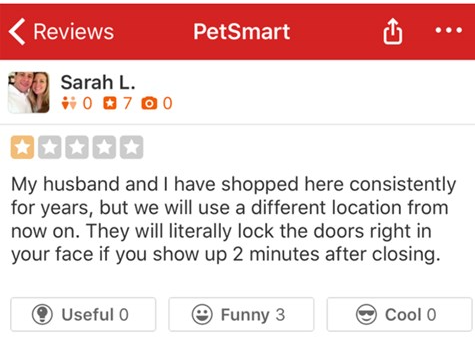 Reviews PetSmart
Sarah L.
0 7 0
My husband and I have shopped here consistently
for years, but we will use a different location from
now on. They will literally lock the doors right in
your face if you show up 2 minutes after closing.
Useful 0 Funny 3 Cool 0